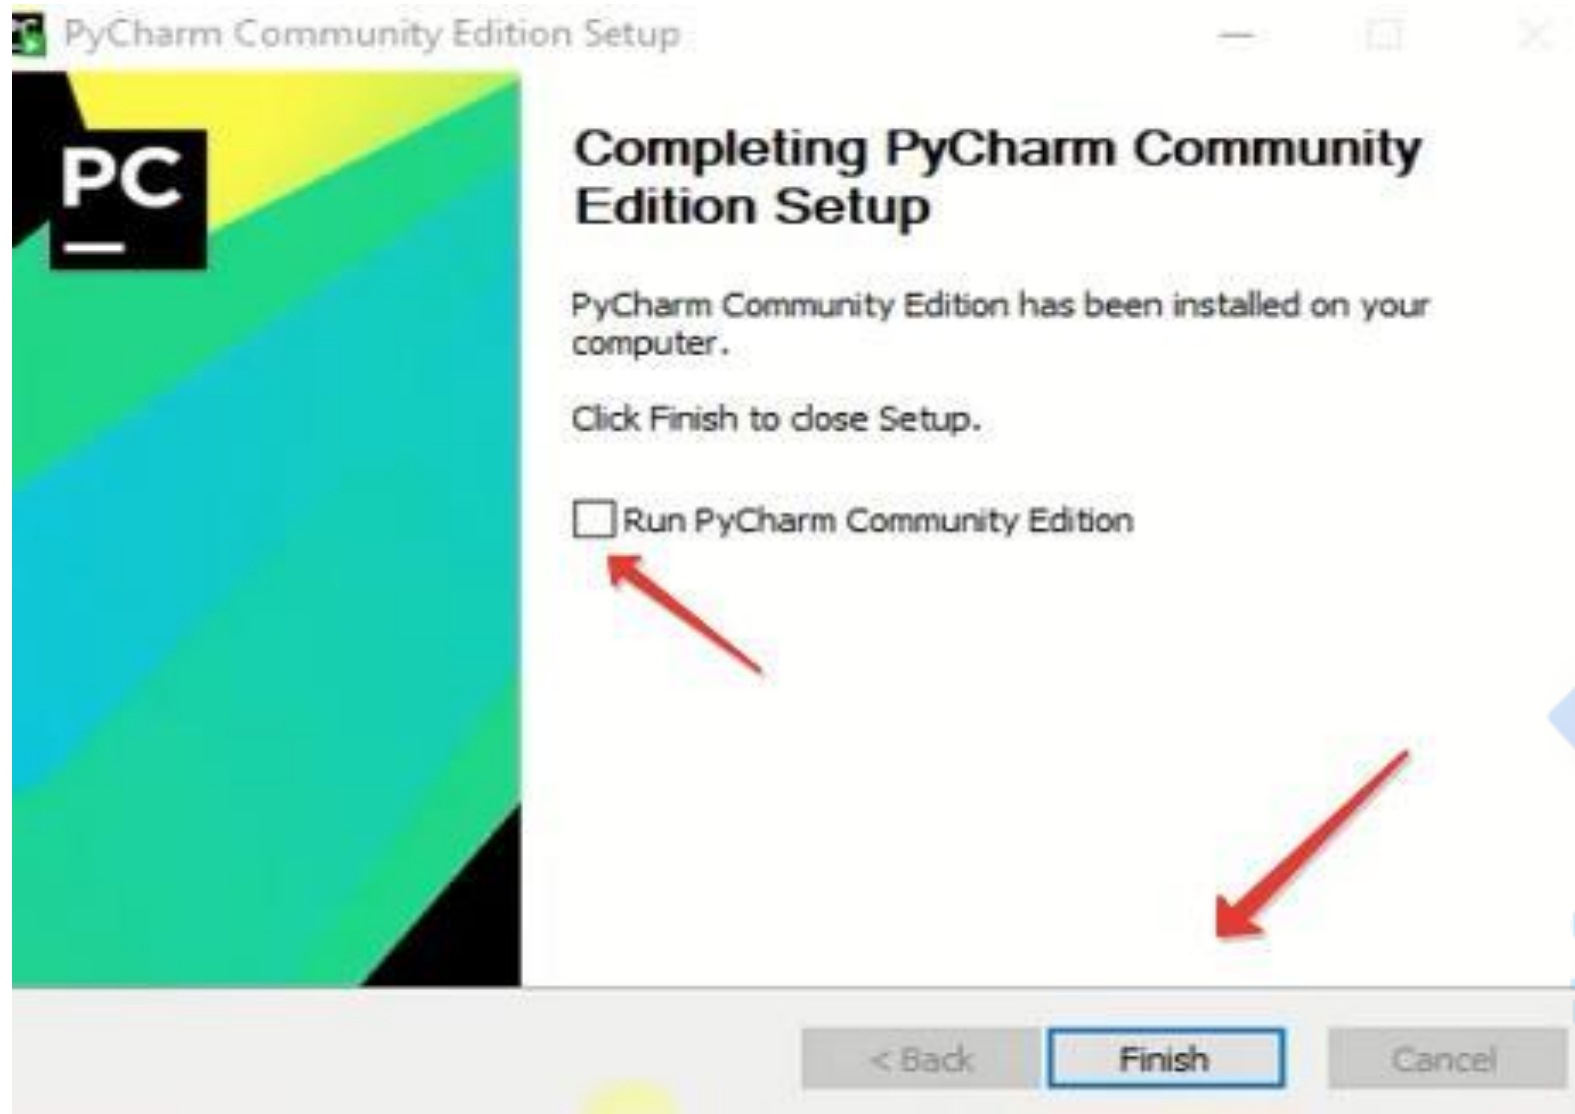 PyCharm Community Edition Setup
PC
Completing PyCharm Community
Edition Setup
PyCharm Community Edition has been installed on your
computer.
Click Finish to close Setup.
Run PyCharm Community Edition
< Back
Finish
Cancel